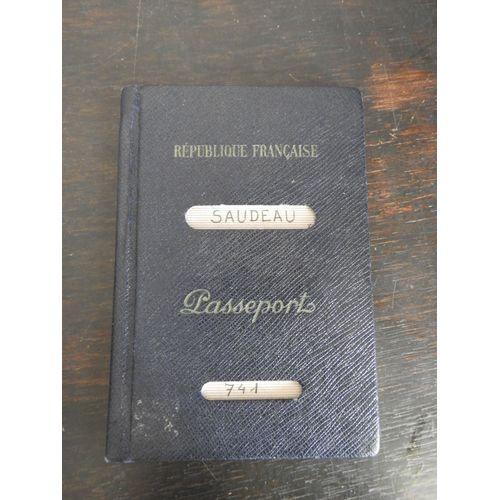 RÉPUBLIQUE FRANÇAISE
SAUDEAU
Passeport
741